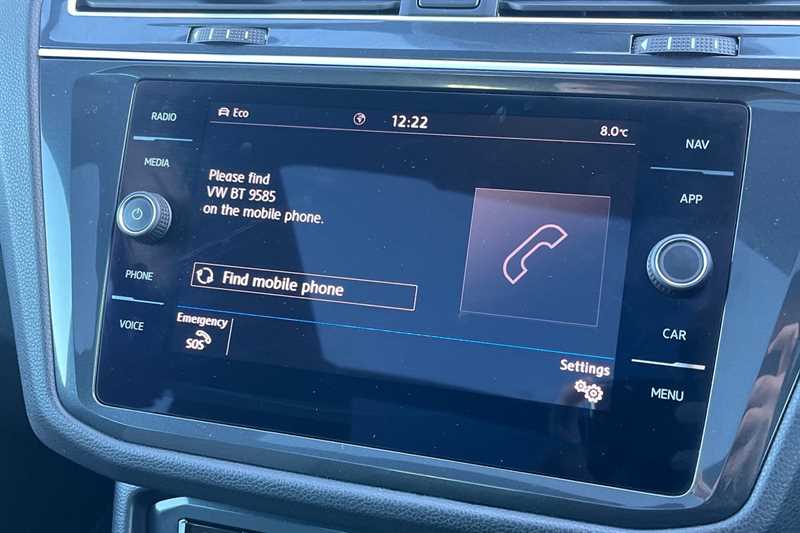 RADIO
MEDIA
PHONE
VOICE
Eco
12:22
8.0°C
Please find
VW BT 9585
on the mobile phone.
Find mobile phone
Emergency
SOS
Settings
NAV
APP
CAR
MENU